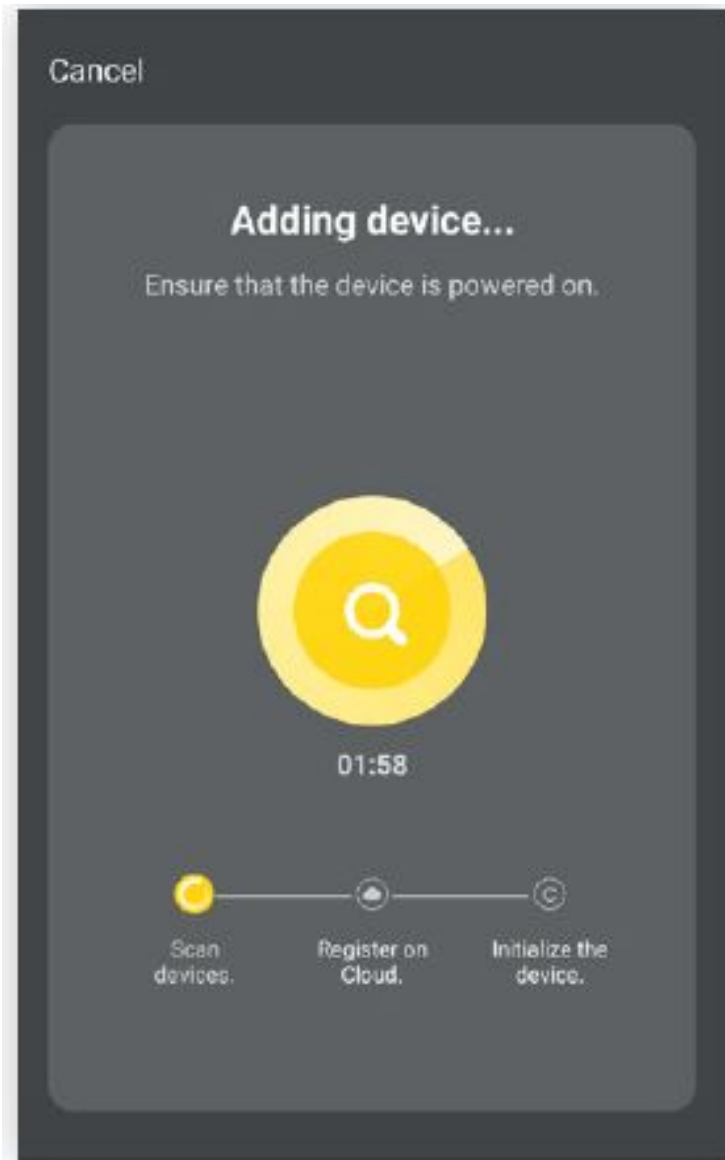 Cancel
Adding device...
Ensure that the device is powered on.
01:58
Scan
devices.
Register on
Cloud.
Initialize the
device.